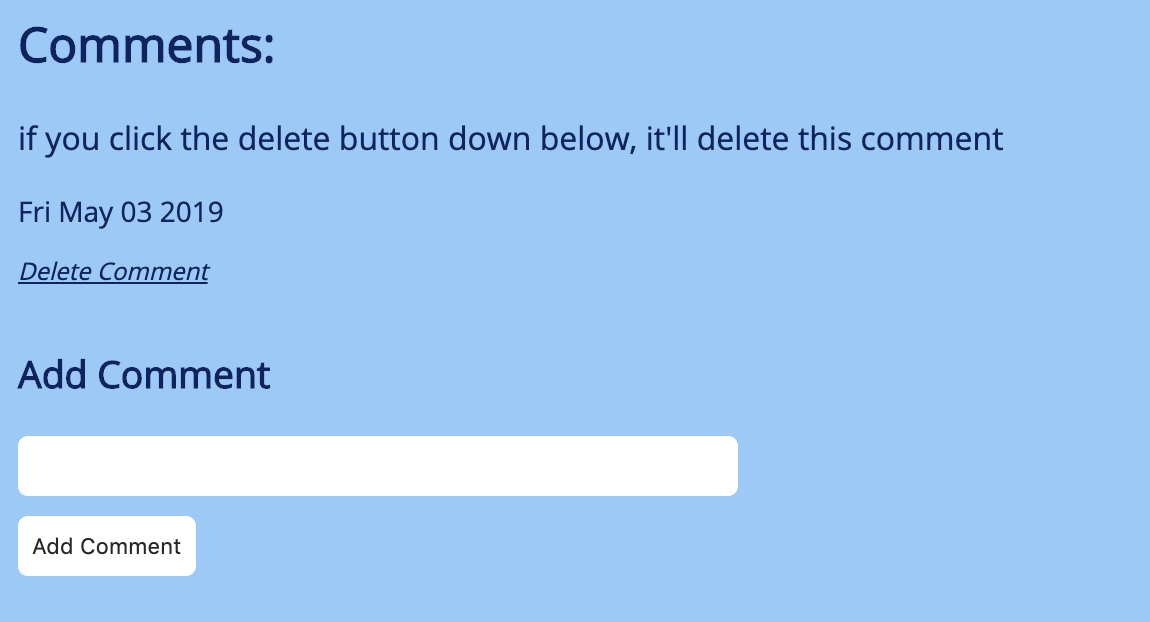 Comments:
if you click the delete button down below, it'll delete this comment
Fri May 03 2019
Delete Comment
Add Comment
Add Comment